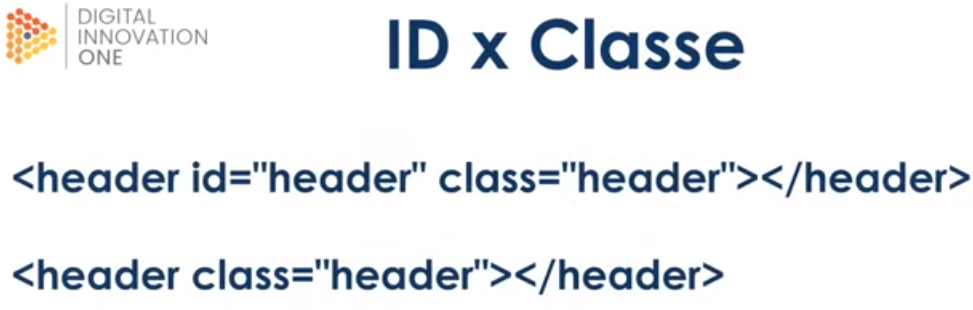 DIGITAL
INNOVATION
ONE
ID x Classe
<header id="header" class="header"></header>
<header class="header"></header>